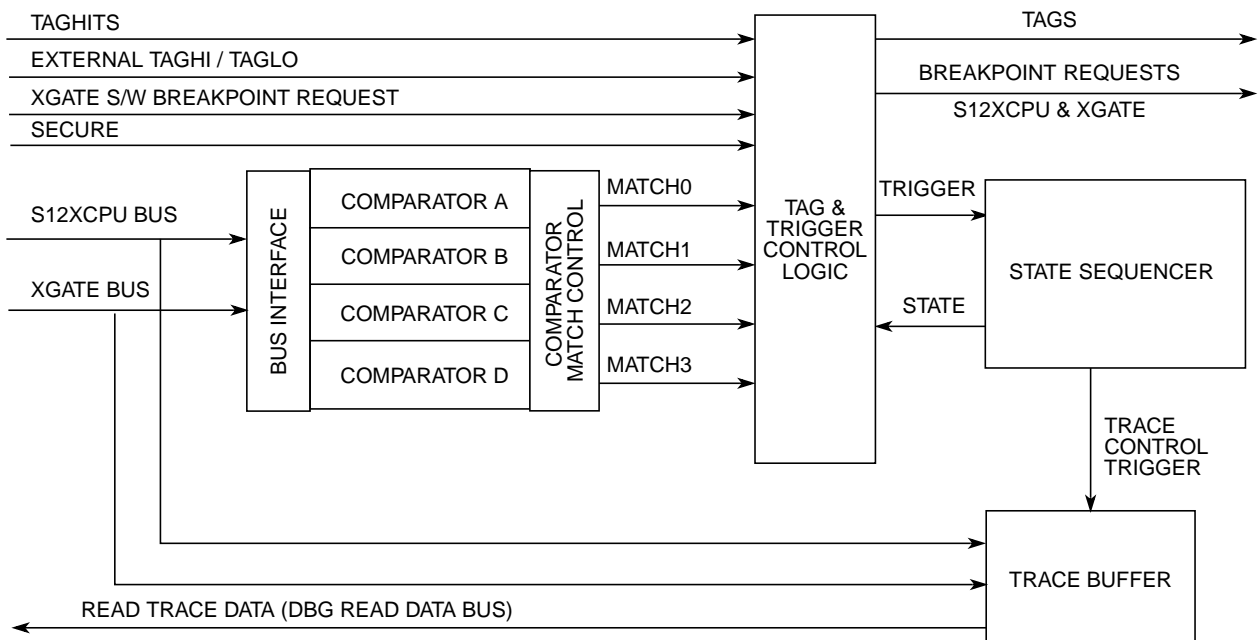 TAGHITS
EXTERNAL TAGHI / TAGLO
XGATE S/W BREAKPOINT REQUEST
SECURE
TAGS
BREAKPOINT REQUESTS
S12XCPU & XGATE
S12XCPU BUS
XGATE BUS
BUS INTERFACE
COMPARATOR A
COMPARATOR B
COMPARATOR C
COMPARATOR D
COMPARATOR
MATCH CONTROL
MATCH0
MATCH1
MATCH2
MATCH3
TAG &
TRIGGER
CONTROL
LOGIC
TRIGGER
STATE
STATE SEQUENCER
TRACE
CONTROL
TRIGGER
TRACE BUFFER
READ TRACE DATA (DBG READ DATA BUS)